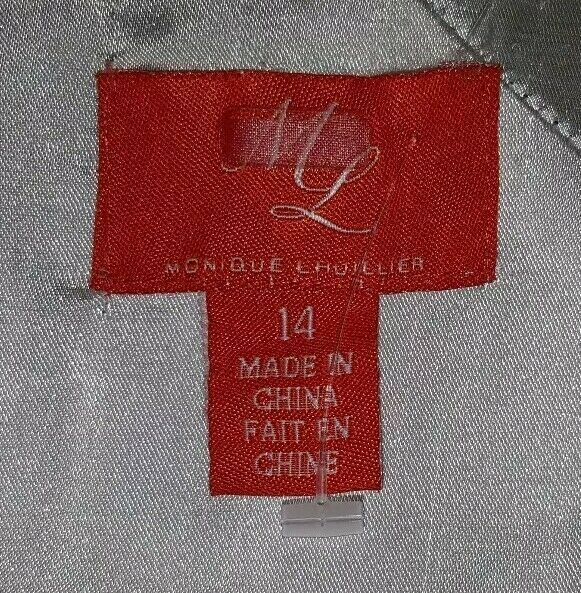 ML
MONIQUE LHUILLIER
14
MADE IN
CHINA
FAIT EN
CHINE